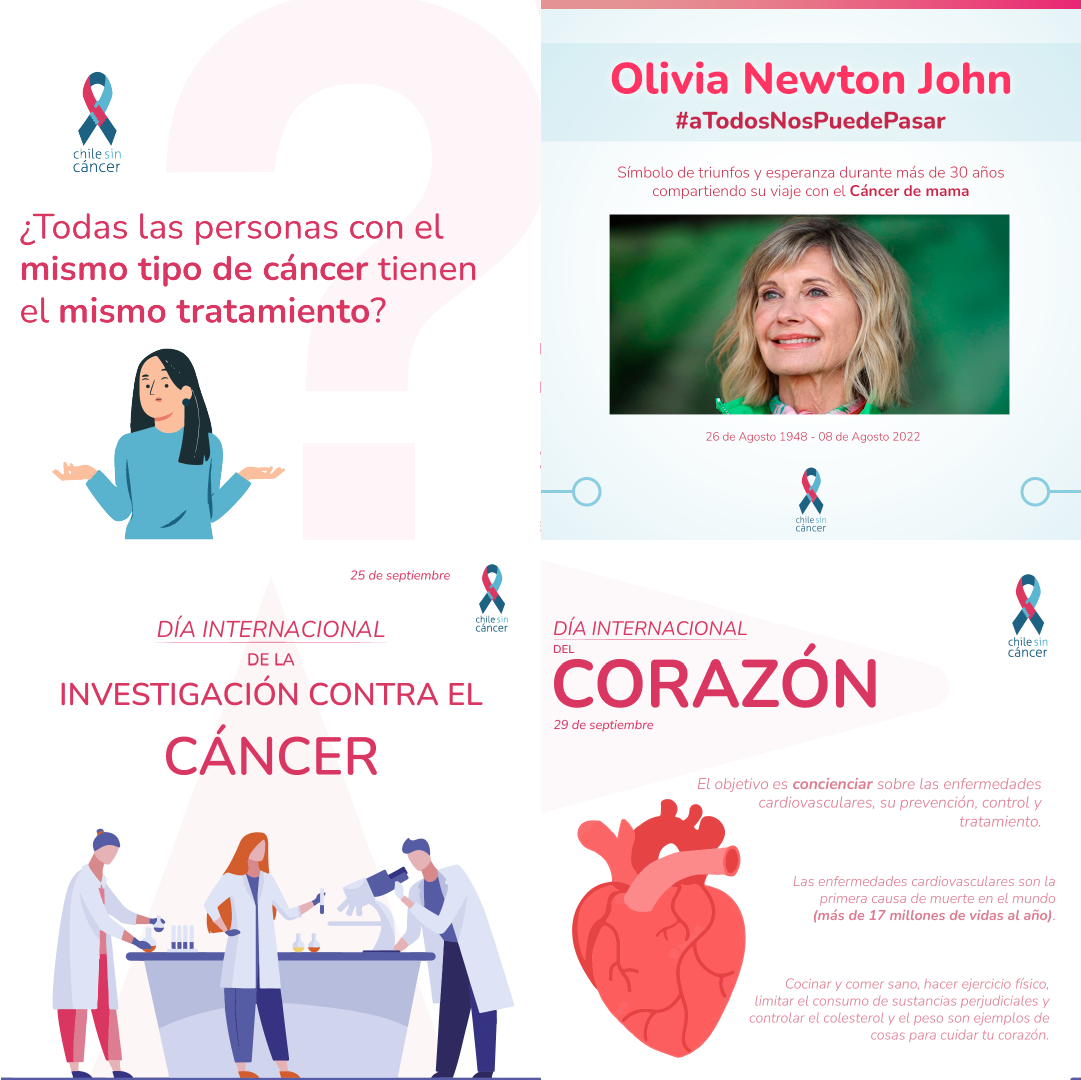 chile sin
cáncer
¿Todas las personas con el
mismo tipo de cáncer tienen
el mismo tratamiento?
Olivia Newton John
#aTodosNosPuedePasar
Símbolo de triunfos y esperanza durante más de 30 años
compartiendo su viaje con el Cáncer de mama
26 de Agosto 1948 - 08 de Agosto 2022
chile sin
cáncer
25 de septiembre
chile sin
cáncer
DÍA INTERNACIONAL
DE LA
INVESTIGACIÓN CONTRA EL
CÁNCER
chile sin
cáncer
DÍA INTERNACIONAL
DEL
CORAZÓN
29 de septiembre
El objetivo es concienciar sobre las enfermedades
cardiovasculares, su prevención, control y
tratamiento.
Las enfermedades cardiovasculares son la
primera causa de muerte en el mundo
(más de 17 millones de vidas al año).
Cocinar y comer sano, hacer ejercicio físico,
limitar el consumo de sustancias perjudiciales y
controlar el colesterol y el peso son ejemplos de
cosas para cuidar tu corazón.